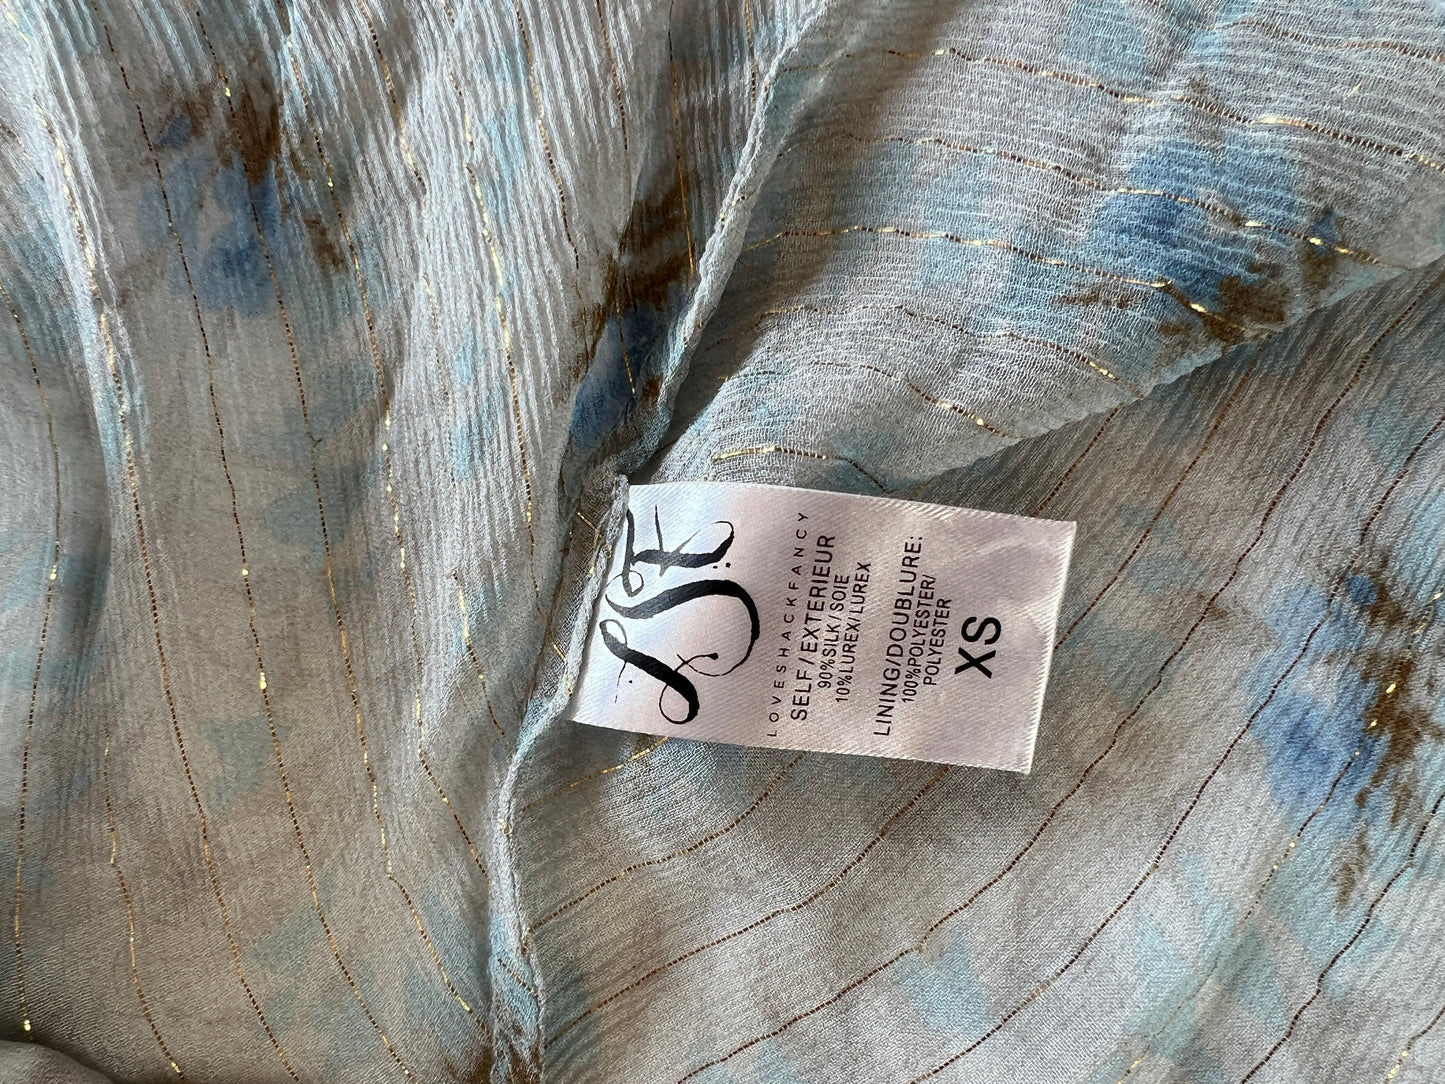 LSF
LOVESHACKFANCY
SELF / EXTERIEUR
90%SILK/SOIE
10%LUREX/LUREX
LINING/DOUBLURE:
100%POLYESTER/
POLYESTER
XS